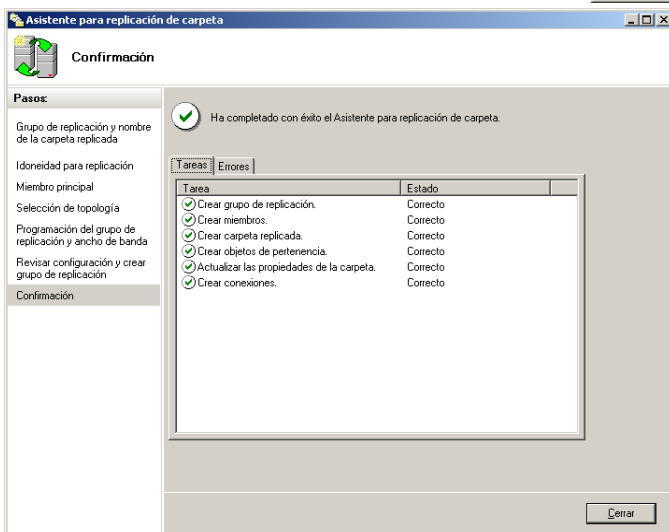 Asistente para replicación de carpeta
Confirmación
Pasos:
Grupo de replicación y nombre
de la carpeta replicada
Idoneidad para replicación
Miembro principal
Selección de topología
Programación del grupo de
replicación y ancho de banda
Revisar configuración y crear
grupo de replicación
Confirmación
Ha completado con éxito el Asistente para replicación de carpeta.
Tareas Errores
Tarea Estado
Crear grupo de replicación. Correcto
Crear miembros. Correcto
Crear carpeta replicada. Correcto
Crear objetos de pertenencia. Correcto
Actualizar las propiedades de la carpeta. Correcto
Crear conexiones. Correcto
Cerrar